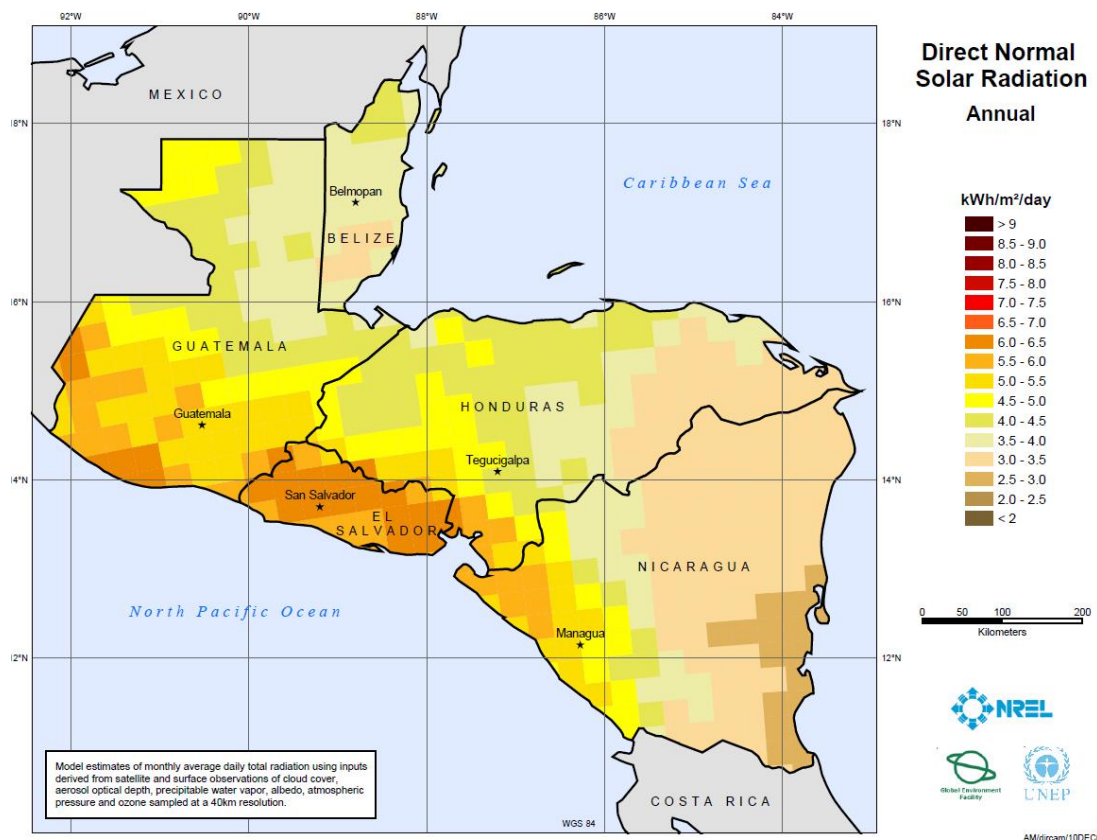 92°W
90°W
88°W
86°W
84°W
Direct Normal
Solar Radiation
Annual
MEXICO
18°N
18°N
Belmopan
BELIZE
Caribbean Sea
kWh/m²/day
> 9
8.5 - 9.0
8.0 - 8.5
7.5 - 8.0
7.0 - 7.5
6.5 - 7.0
6.0 - 6.5
5.5 - 6.0
5.0 - 5.5
4.5 - 5.0
4.0 - 4.5
3.5 - 4.0
3.0 - 3.5
2.5 - 3.0
2.0 - 2.5
< 2
16°N
16°N
GUATEMALA
Guatemala
HONDURAS
Tegucigalpa
14°N
14°N
San Salvador
EL
SALVADOR
NICARAGUA
North Pacific Ocean
Managua
0 50 100 200
Kilometers
12°N
12°N
NREL
Global Environment
Facility
UNEP
Model estimates of monthly average daily total radiation using inputs
derived from satellite and surface observations of cloud cover,
aerosol optical depth, precipitable water vapor, albedo, atmospheric
pressure and ozone sampled at a 40km resolution.
COSTA RICA
WGS 84